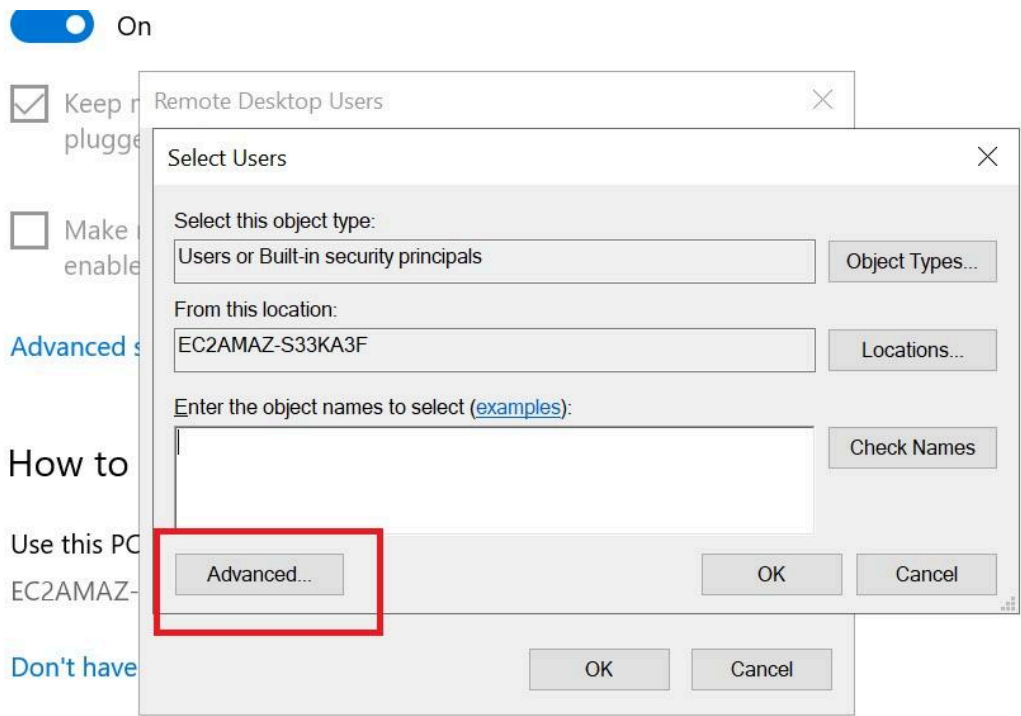 On
Keep r
plugge
Make
enable
Advanced s
How to
Use this PC
EC2AMAZ-
Don't have
Remote Desktop Users
Select Users
Select this object type:
Users or Built-in security principals
Object Types...
From this location:
EC2AMAZ-S33KA3F
Locations...
Enter the object names to select (examples):
Check Names
Advanced...
OK
Cancel
OK
Cancel